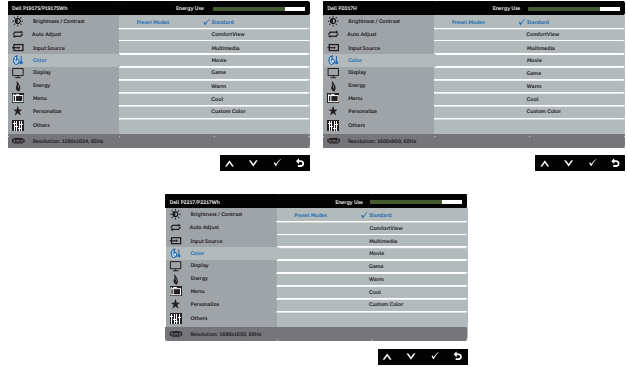 Dell P1917S/P1917SWh Energy Use
Brightness / Contrast Preset Modes ✓ Standard
Auto Adjust ComfortView
Input Source Multimedia
Color Movie
Display Game
Energy Warm
Menu Cool
Personalize Custom Color
Others
Resolution: 1280x1024, 60Hz
Dell P2017H Energy Use
Brightness / Contrast Preset Modes ✓ Standard
Auto Adjust ComfortView
Input Source Multimedia
Color Movie
Display Game
Energy Warm
Menu Cool
Personalize Custom Color
Others
Resolution: 1600x900, 60Hz
Dell P2217/P2217Wh Energy Use
Brightness / Contrast Preset Modes ✓ Standard
Auto Adjust ComfortView
Input Source Multimedia
Color Movie
Display Game
Energy Warm
Menu Cool
Personalize Custom Color
Others
Resolution: 1680x1050, 60Hz